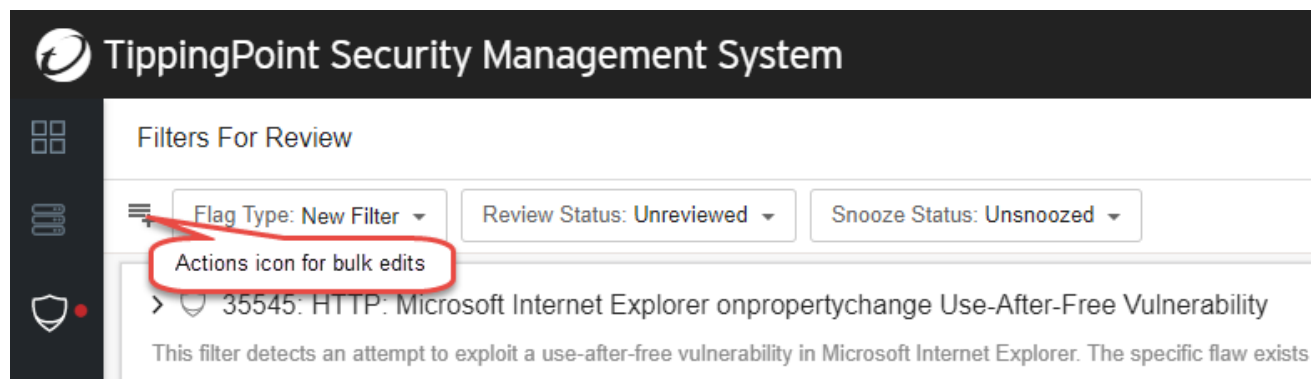 TippingPoint Security Management System
Filters For Review
Flag Type: New Filter Review Status: Unreviewed Snooze Status: Unsnoozed
Actions icon for bulk edits
35545: HTTP: Microsoft Internet Explorer onpropertychange Use-After-Free Vulnerability
This filter detects an attempt to exploit a use-after-free vulnerability in Microsoft Internet Explorer. The specific flaw exists